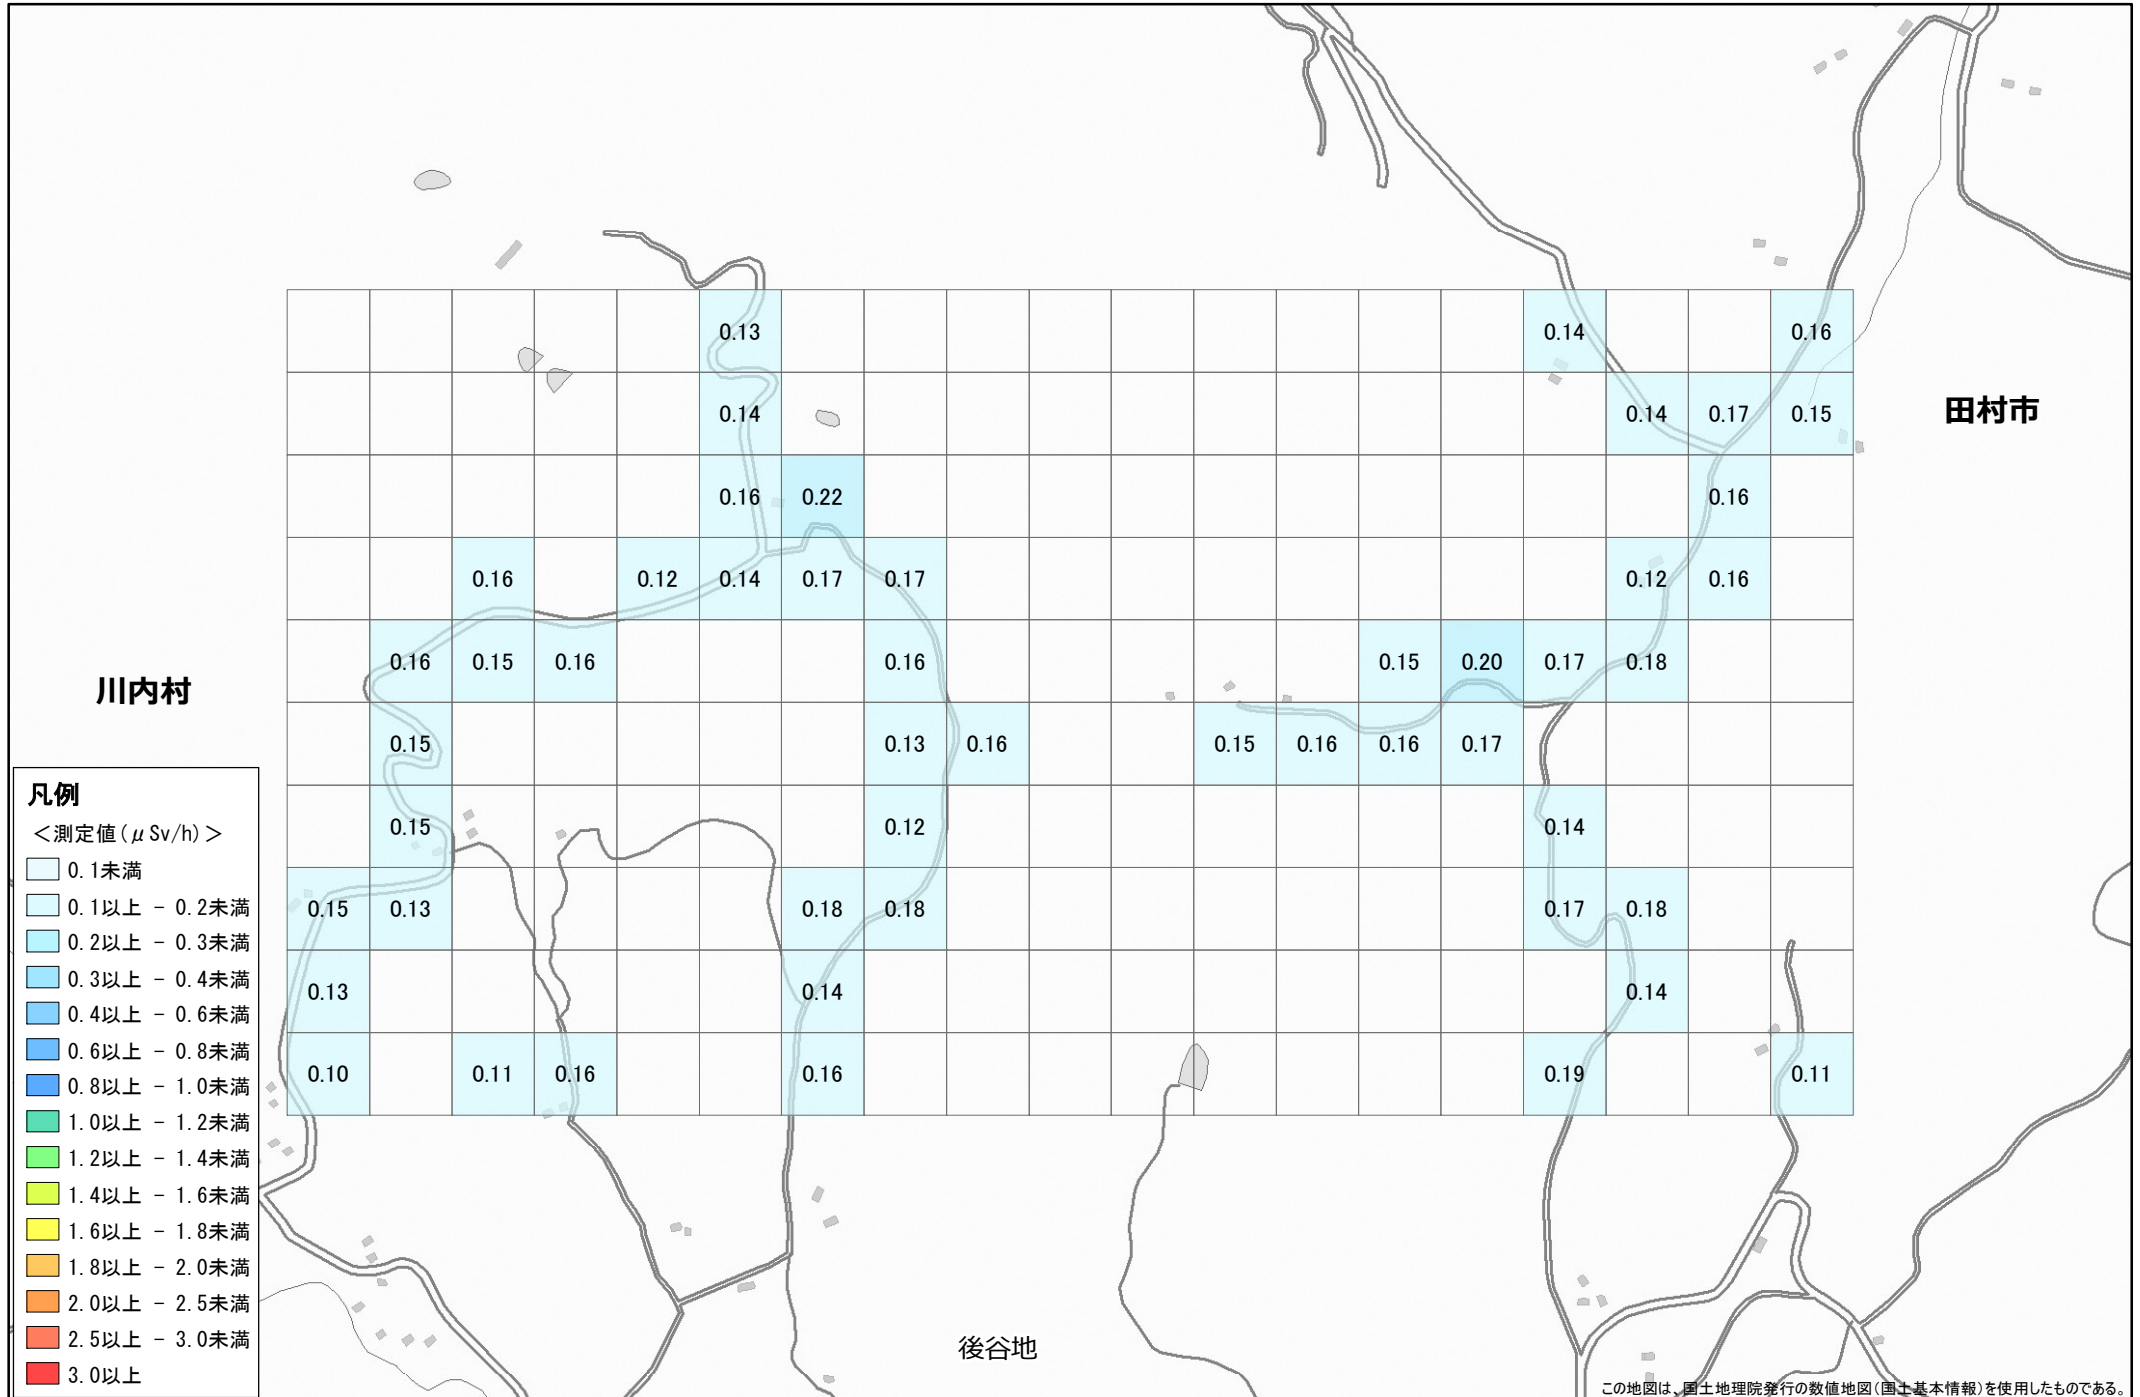 0.13 0.14 0.16
0.14 0.14 0.17 0.15
田村市
0.16 0.22 0.16
0.16 0.12 0.14 0.17 0.17 0.12 0.16
0.16 0.15 0.16 0.16 0.15 0.20 0.17 0.18
川内村
0.15 0.13 0.16 0.15 0.16 0.16 0.17
0.15 0.12 0.14
0.15 0.13 0.18 0.18 0.17 0.18
0.13 0.14 0.14
0.10 0.11 0.16 0.16 0.19 0.11
凡例
＜測定値(μSv/h)＞
0.1未満
0.1以上 - 0.2未満
0.2以上 - 0.3未満
0.3以上 - 0.4未満
0.4以上 - 0.6未満
0.6以上 - 0.8未満
0.8以上 - 1.0未満
1.0以上 - 1.2未満
1.2以上 - 1.4未満
1.4以上 - 1.6未満
1.6以上 - 1.8未満
1.8以上 - 2.0未満
2.0以上 - 2.5未満
2.5以上 - 3.0未満
3.0以上
後谷地
この地図は、国土地理院発行の数値地図(国土基本情報)を使用したものである。